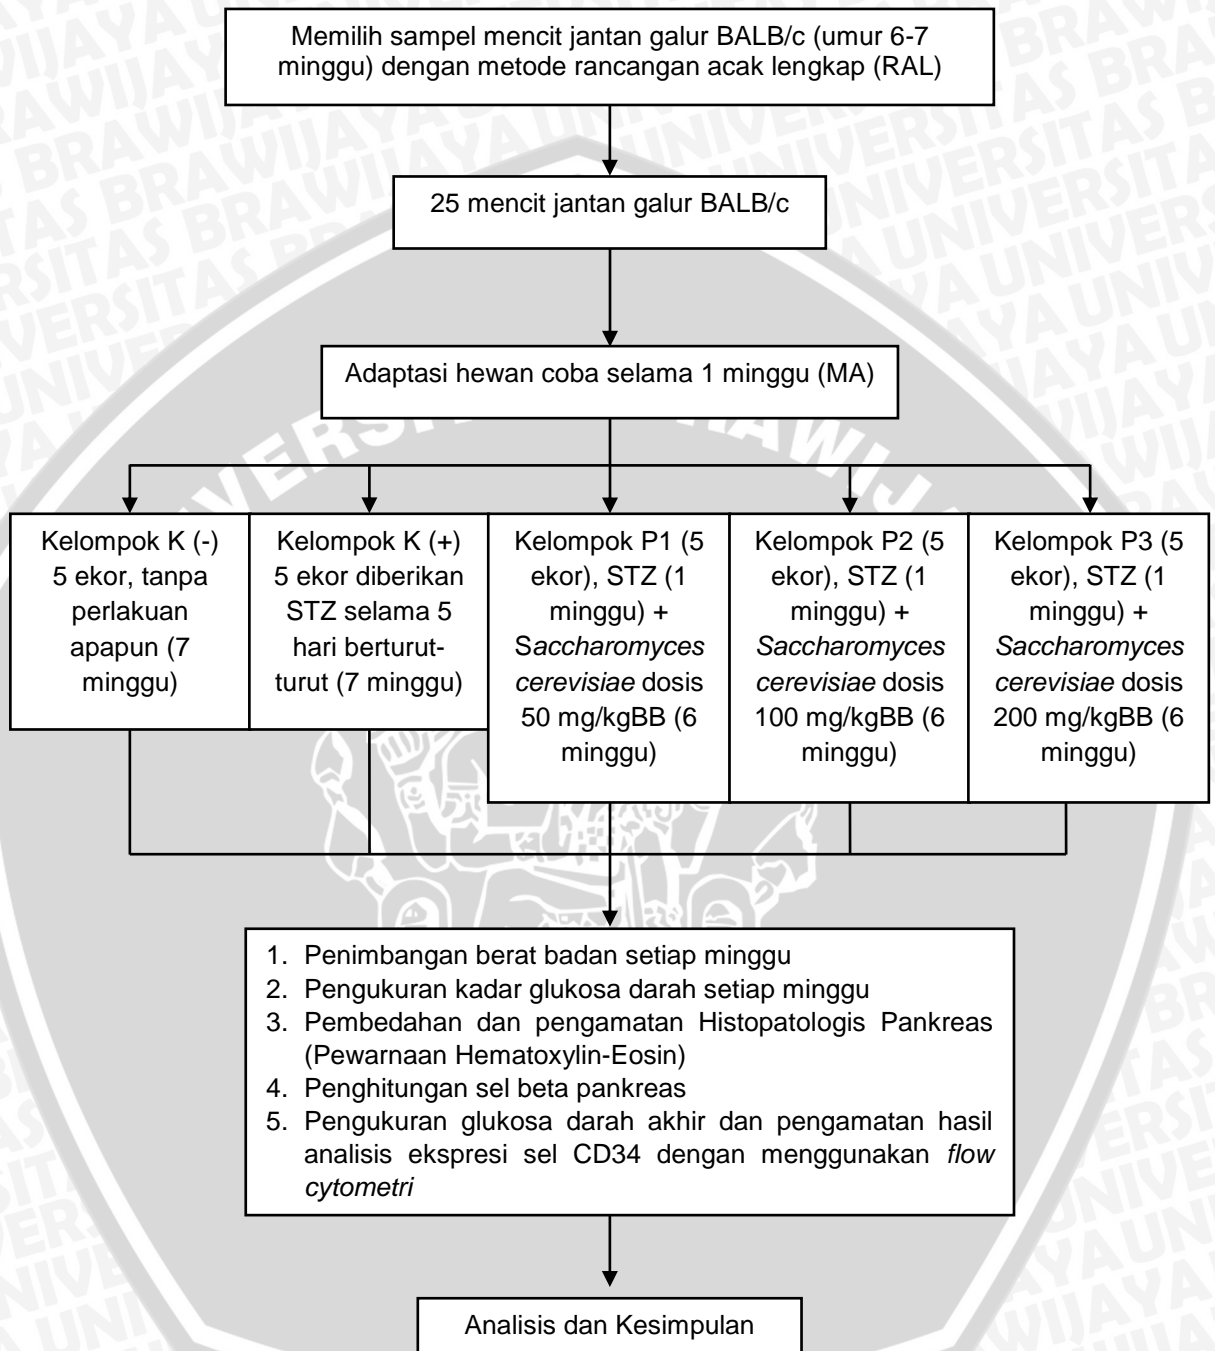 Memilih sampel mencit jantan galur BALB/c (umur 6-7
minggu) dengan metode rancangan acak lengkap (RAL)
25 mencit jantan galur BALB/c
Adaptasi hewan coba selama 1 minggu (MA)
Kelompok K (-)
5 ekor, tanpa
perlakuan
apapun (7
minggu)
Kelompok K (+)
5 ekor diberikan
STZ selama 5
hari berturut-
turut (7 minggu)
Kelompok P1 (5
ekor), STZ (1
minggu) +
Saccharomyces
cerevisiae dosis
50 mg/kgBB (6
minggu)
Kelompok P2 (5
ekor), STZ (1
minggu) +
Saccharomyces
cerevisiae dosis
100 mg/kgBB (6
minggu)
Kelompok P3 (5
ekor), STZ (1
minggu) +
Saccharomyces
cerevisiae dosis
200 mg/kgBB (6
minggu)
1. Penimbangan berat badan setiap minggu
2. Pengukuran kadar glukosa darah setiap minggu
3. Pembedahan dan pengamatan Histopatologis Pankreas
(Pewarnaan Hematoxylin-Eosin)
4. Penghitungan sel beta pankreas
5. Pengukuran glukosa darah akhir dan pengamatan hasil
analisis ekspresi sel CD34 dengan menggunakan flow
cytometri
Analisis dan Kesimpulan